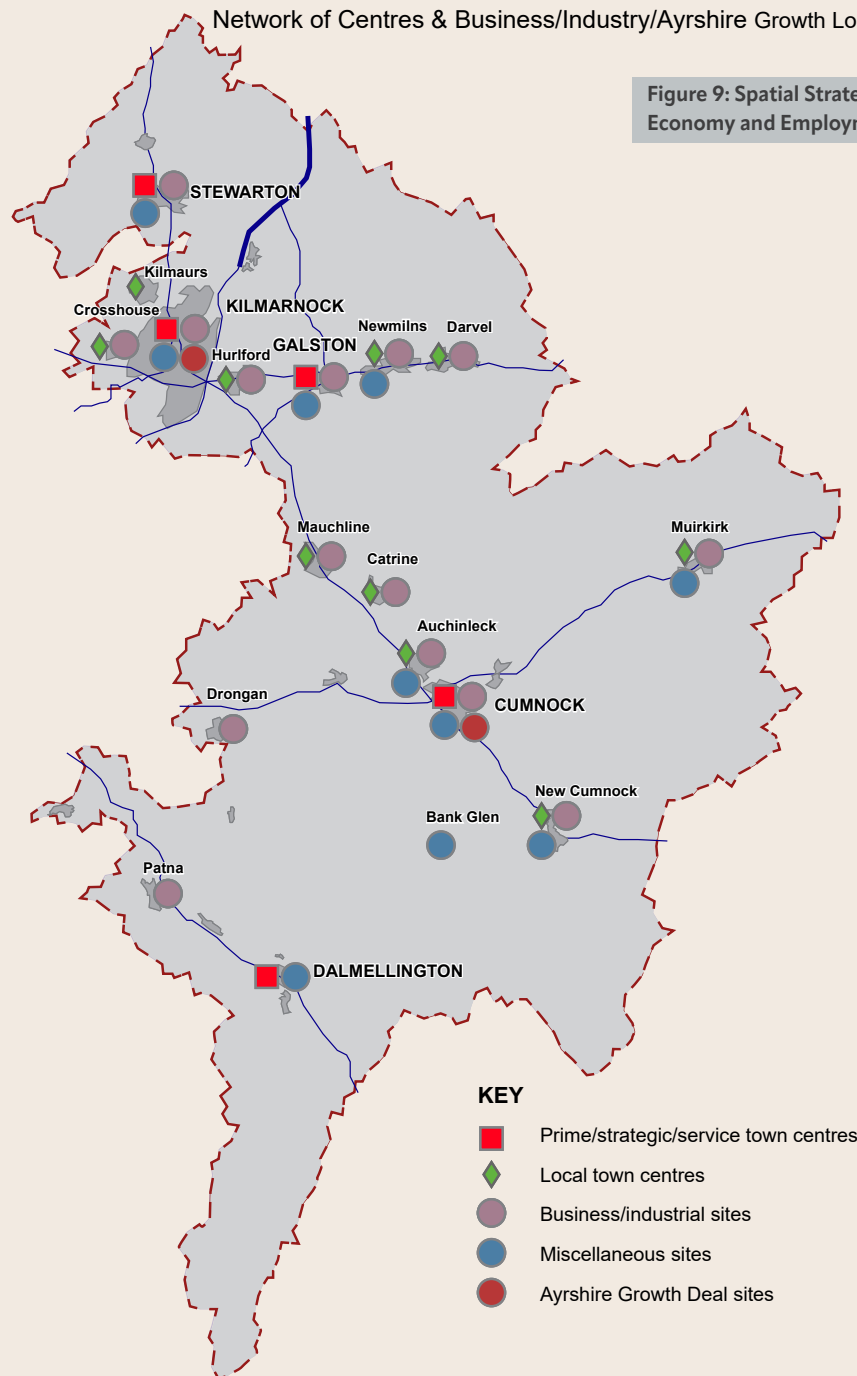 Network of Centres & Business/Industry/Ayrshire Growth Lo
Figure 9: Spatial Strate
Economy and Employn
STEWARTON
Kilmaurs
KILMARNOCK
Crosshouse
Newmilns
Darvel
Hurlford
GALSTON
Mauchline
Muirkirk
Catrine
Auchinleck
Drongan
CUMNOCK
New Cumnock
Bank Glen
Patna
DALMELLINGTON
KEY
Prime/strategic/service town centres
Local town centres
Business/industrial sites
Miscellaneous sites
Ayrshire Growth Deal sites